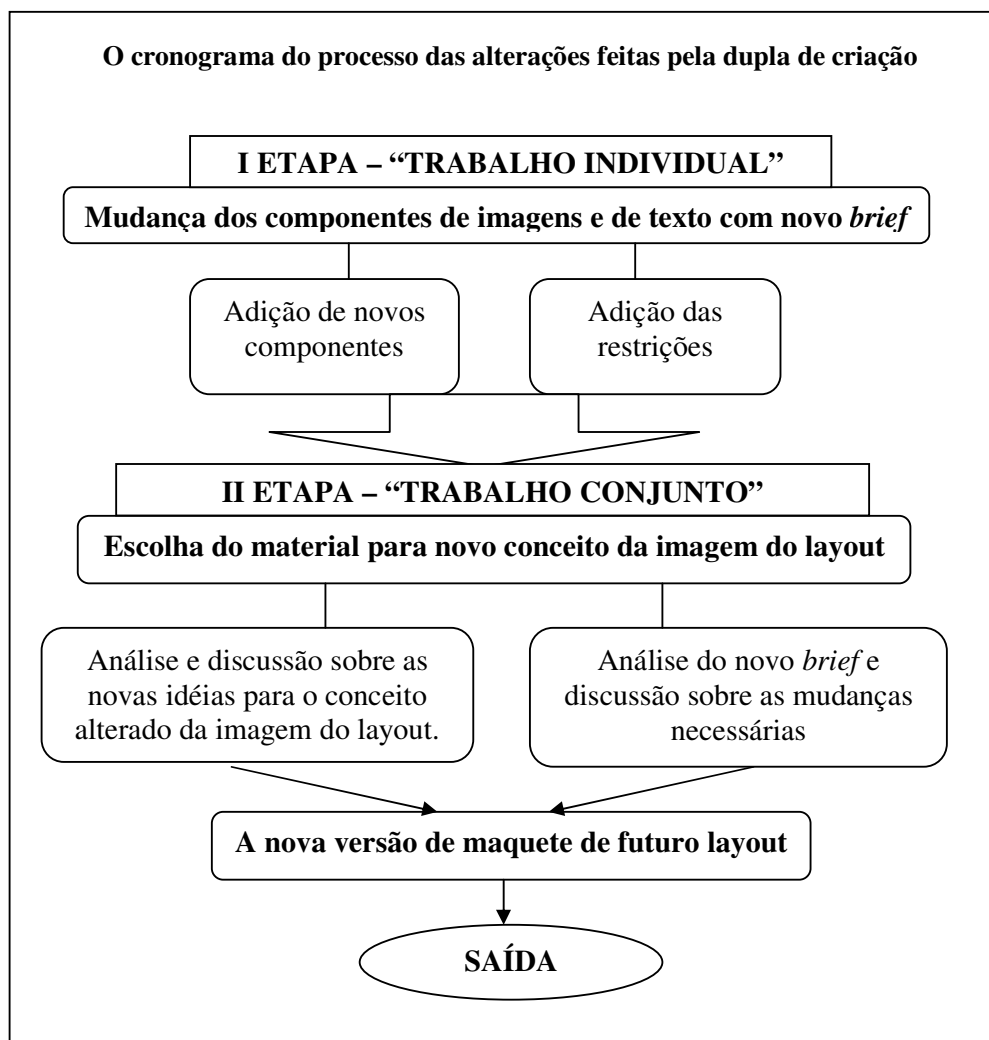 O cronograma do processo das alterações feitas pela dupla de criação
I ETAPA – “TRABALHO INDIVIDUAL”
Mudança dos componentes de imagens e de texto com novo brief
Adição de novos
componentes
Adição das
restrições
II ETAPA – “TRABALHO CONJUNTO”
Escolha do material para novo conceito da imagem do layout
Análise e discussão sobre as
novas idéias para o conceito
alterado da imagem do layout.
Análise do novo brief e
discussão sobre as mudanças
necessárias
A nova versão de maquete de futuro layout
SAÍDA